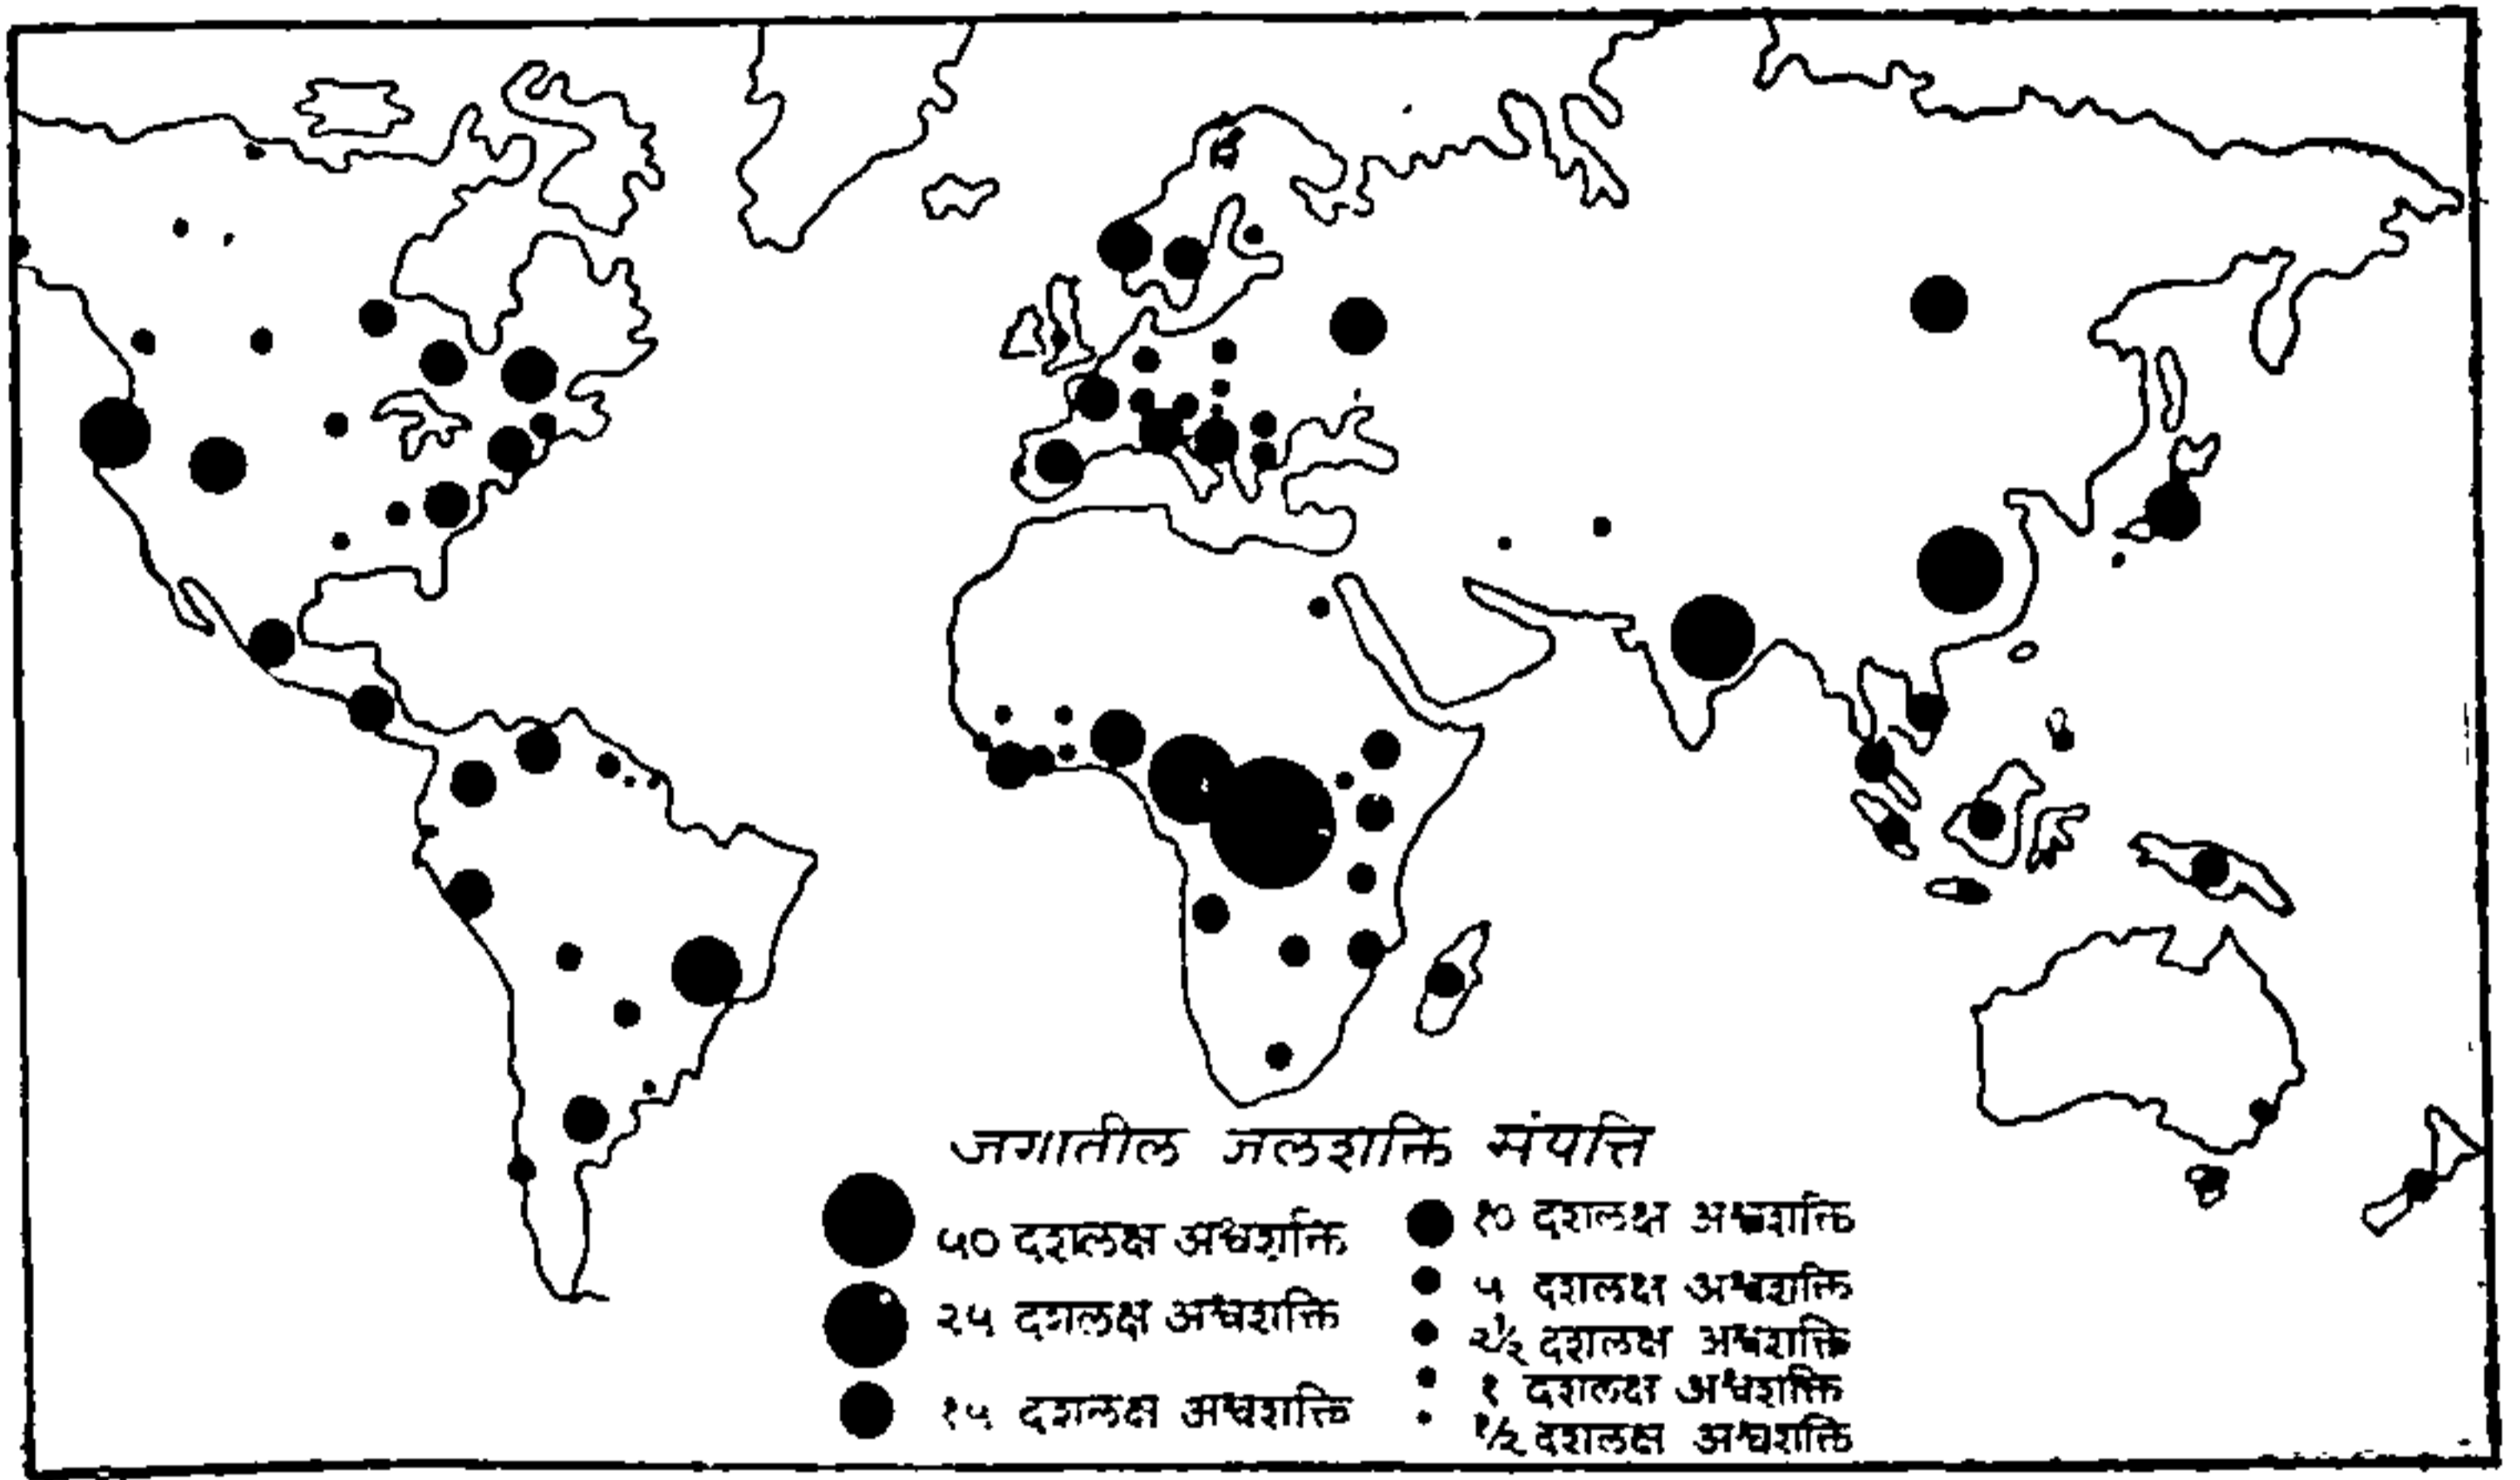 जगातील जलशक्ति संपत्ति
५० दशलक्ष अश्वशक्ति
२५ दशलक्ष अश्वशक्ति
१५ दशलक्ष अश्वशक्ति
१० दशलक्ष अश्वशक्ति
५ दशलक्ष अश्वशक्ति
२½ दशलक्ष अश्वशक्ति
१ दशलक्ष अश्वशक्ति
½ दशलक्ष अश्वशक्ति